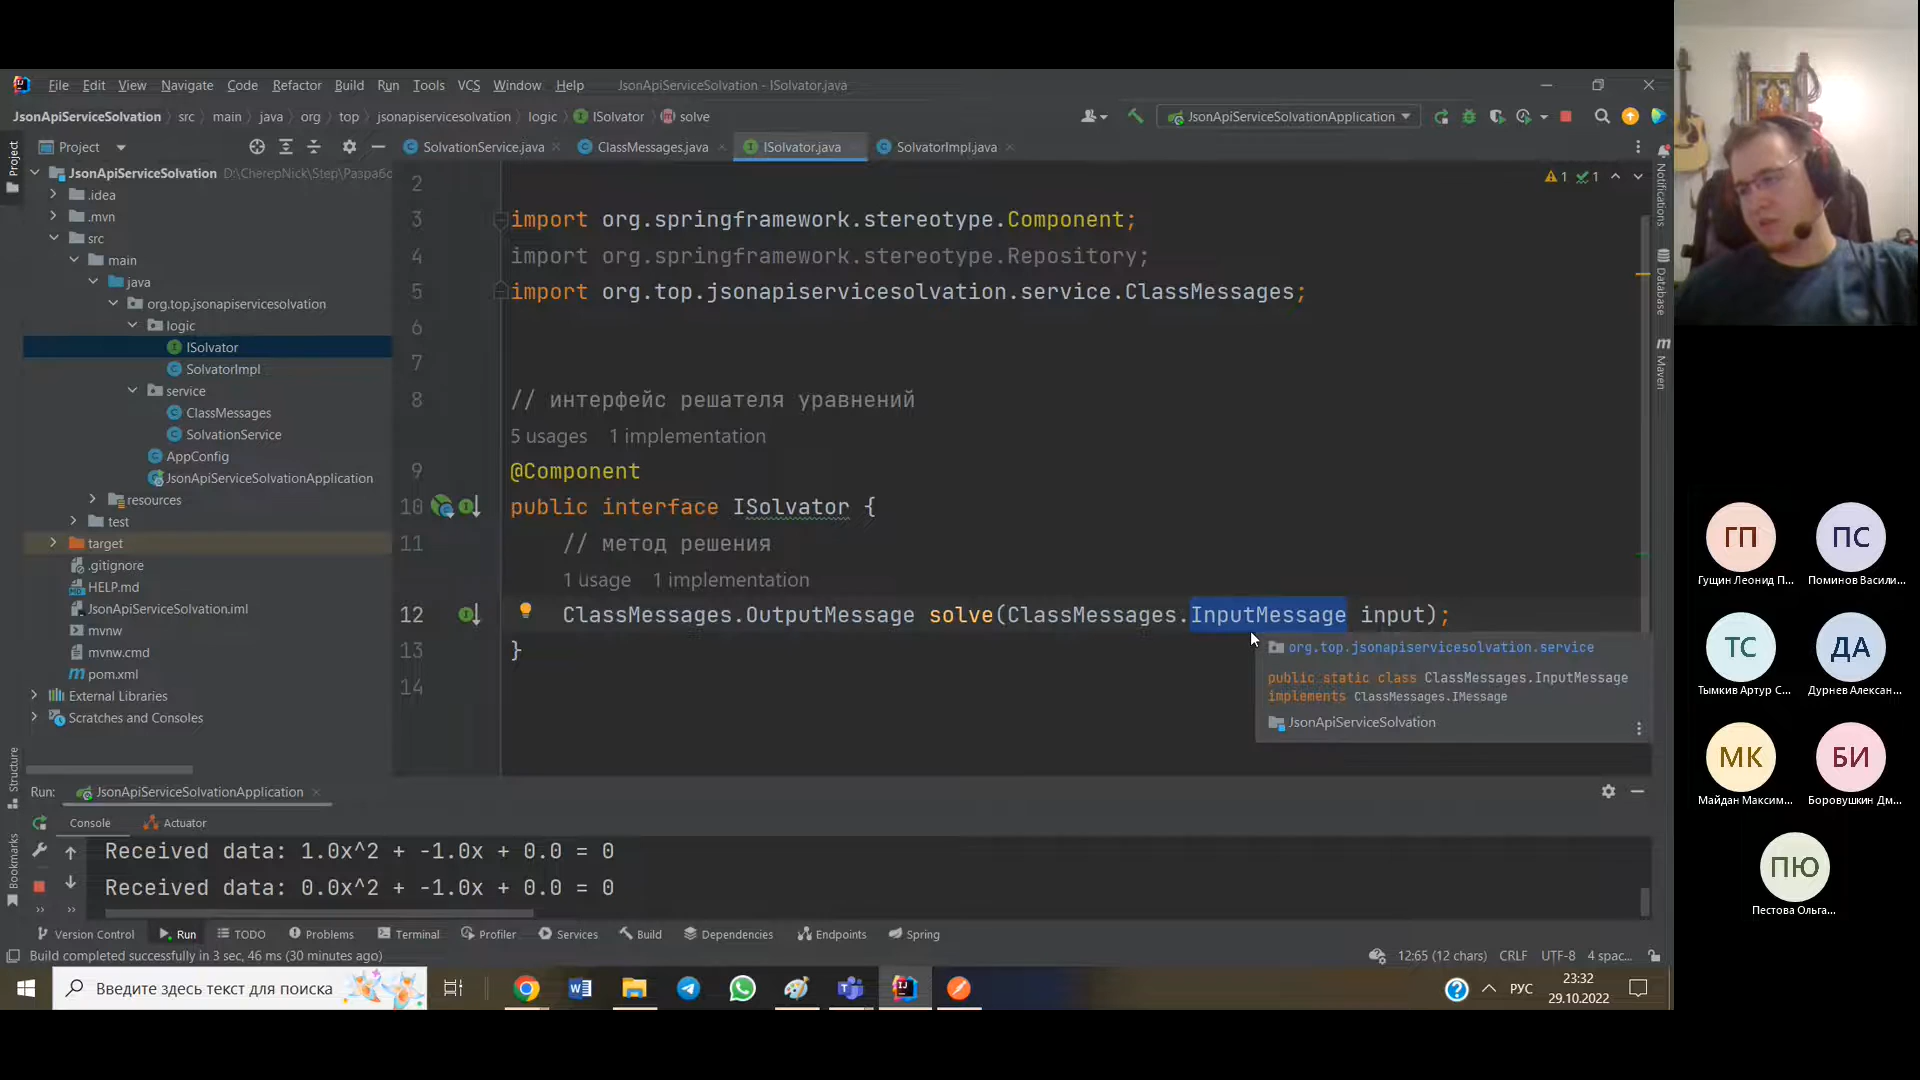 File Edit View Navigate Code Refactor Build Run Tools VCS Window Help JsonApiServiceSolvation - ISolvator.java
JsonApiServiceSolvation src main java org top jsonapiservicesolvation logic ISolvator solve JsonApiServiceSolvationApplication
Project SolvationService.java ClassMessages.java ISolvator.java SolvatorImpl.java
JsonApiServiceSolvation D:\CherepNick\Step\Разрабо
.idea
.mvn
src
main
java
org.top.jsonapiservicesolvation
logic
ISolvator
SolvatorImpl
service
ClassMessages
SolvationService
AppConfig
JsonApiServiceSolvationApplication
resources
test
target
.gitignore
HELP.md
JsonApiServiceSolvation.iml
mvnw
mvnw.cmd
pom.xml
External Libraries
Scratches and Consoles
Project
Structure
Bookmarks
1 1
2
3 import org.springframework.stereotype.Component;
4 import org.springframework.stereotype.Repository;
5 import org.top.jsonapiservicesolvation.service.ClassMessages;
6
7
8 // интерфейс решателя уравнений
5 usages 1 implementation
9 @Component
10 public interface ISolvator {
11 // метод решения
1 usage 1 implementation
12 ClassMessages.OutputMessage solve(ClassMessages.InputMessage input);
13 }
14
org.top.jsonapiservicesolvation.service
public static class ClassMessages.InputMessage
implements ClassMessages.IMessage
JsonApiServiceSolvation
Notifications
Database
Maven
Run: JsonApiServiceSolvationApplication
Console Actuator
Received data: 1.0x^2 + -1.0x + 0.0 = 0
Received data: 0.0x^2 + -1.0x + 0.0 = 0
Version Control Run TODO Problems Terminal Profiler Services Build Dependencies Endpoints Spring
Build completed successfully in 3 sec, 46 ms (30 minutes ago) 12:65 (12 chars) CRLF UTF-8 4 spac...
Введите здесь текст для поиска
РУС
23:32
29.10.2022
ГП ПС
Гущин Леонид П... Поминов Васили...
ТС ДА
Тымкив Артур С... Дурнев Алексан...
МК БИ
Майдан Максим... Боровушкин Дм...
ПЮ
Пестова Ольга...